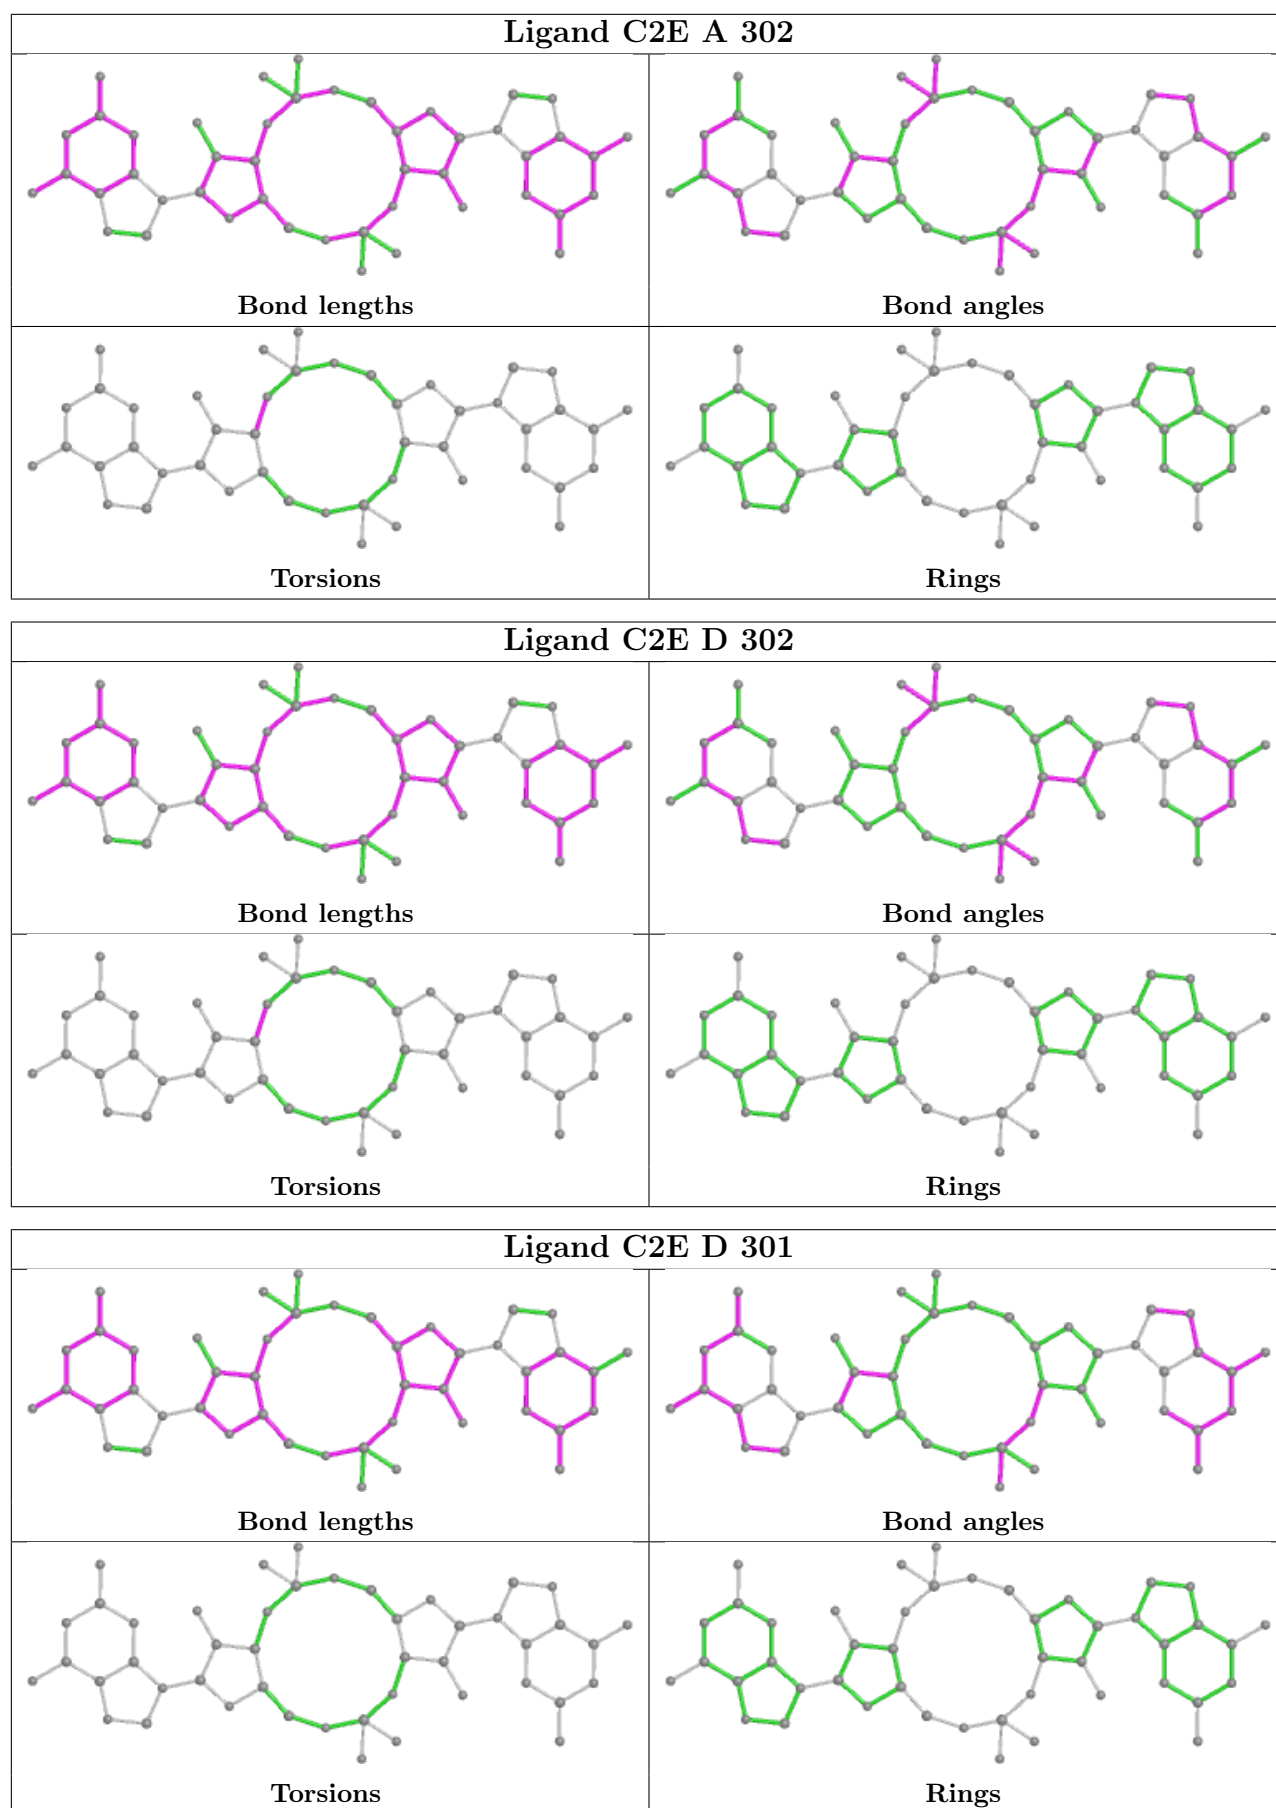 Ligand C2E A 302
Bond lengths
Bond angles
Torsions
Rings
Ligand C2E D 302
Bond lengths
Bond angles
Torsions
Rings
Ligand C2E D 301
Bond lengths
Bond angles
Torsions
Rings